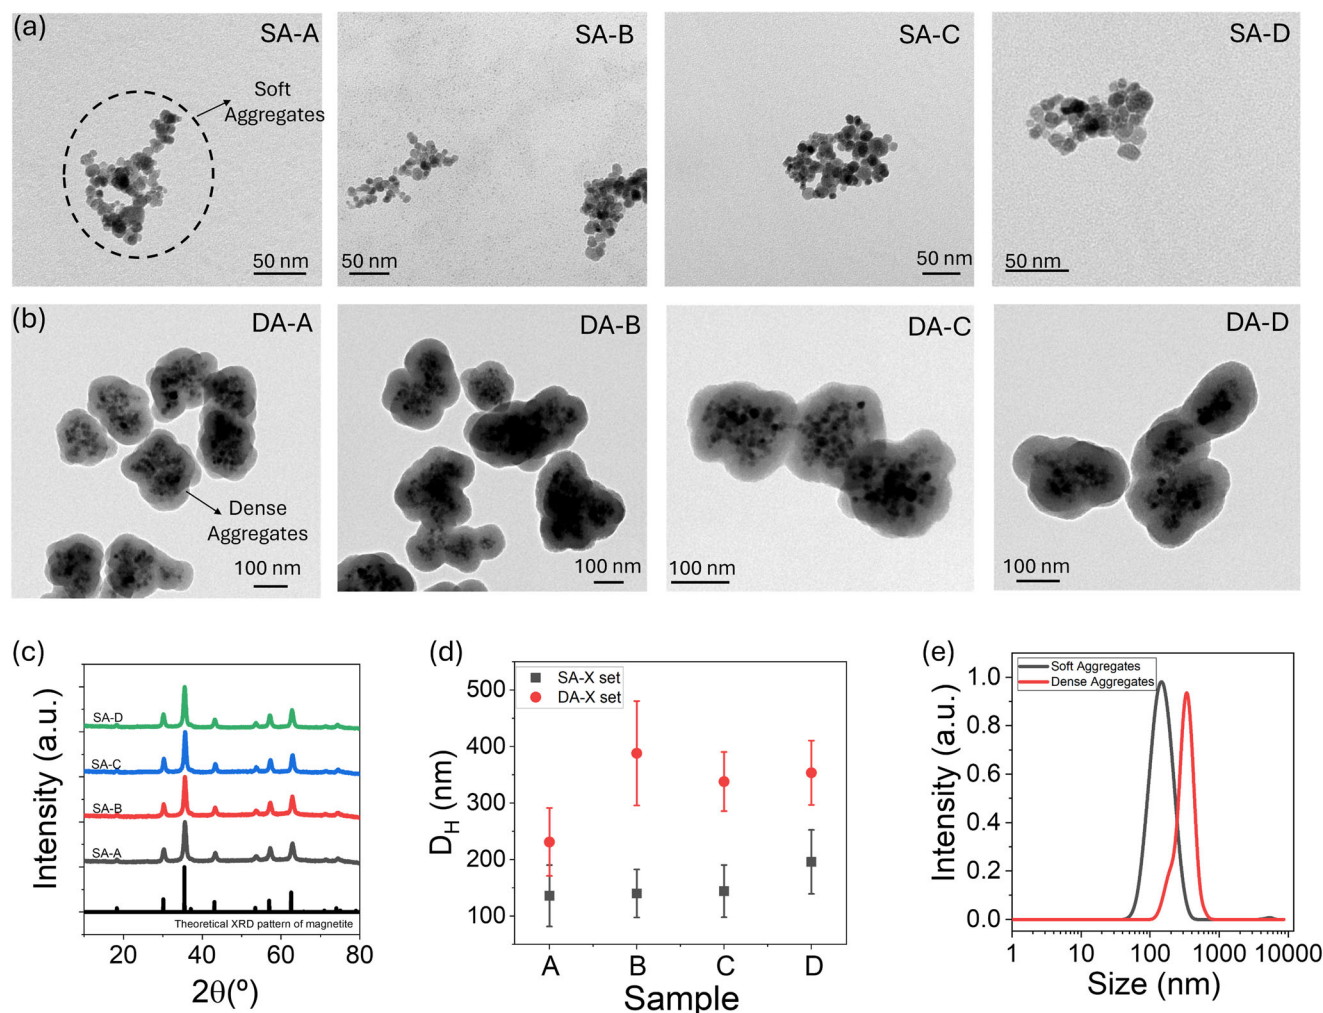 (a)
SA-A
Soft
Aggregates
50 nm
SA-B
50 nm
SA-C
50 nm
SA-D
50 nm
(b)
DA-A
Dense
Aggregates
100 nm
DA-B
100 nm
DA-C
100 nm
DA-D
100 nm
(c)
Intensity (a.u.)
SA-D
SA-C
SA-B
SA-A
Theoretical XRD pattern of magnetite
20 40 60 80
2θ(º)
(d)
SA-X set
DA-X set
D_H (nm)
500
400
300
200
100
A B C D
Sample
(e)
Soft Aggregates
Dense Aggregates
Intensity (a.u.)
1.0
0.8
0.6
0.4
0.2
0.0
1 10 100 1000 10000
Size (nm)